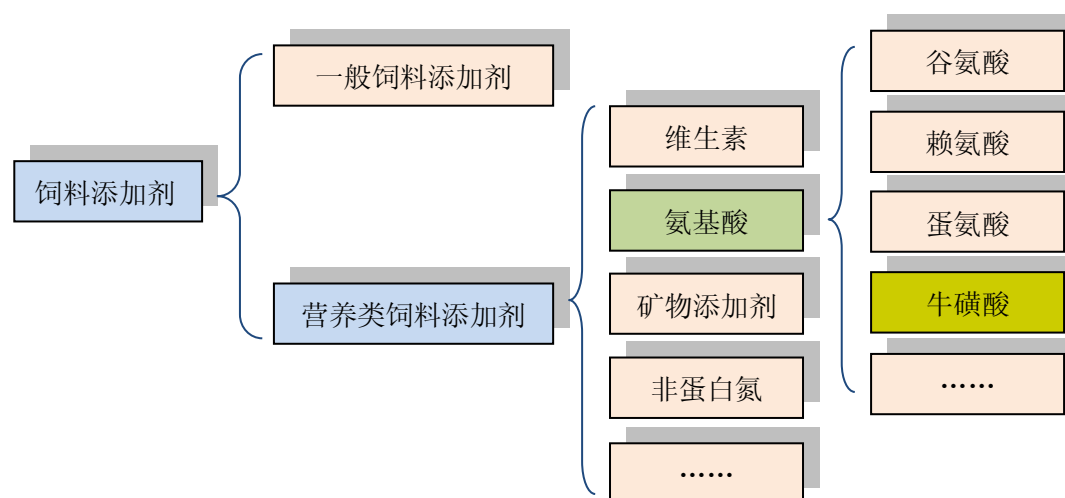 饲料添加剂
一般饲料添加剂
营养类饲料添加剂
维生素
氨基酸
矿物添加剂
非蛋白氮
……
谷氨酸
赖氨酸
蛋氨酸
牛磺酸
……